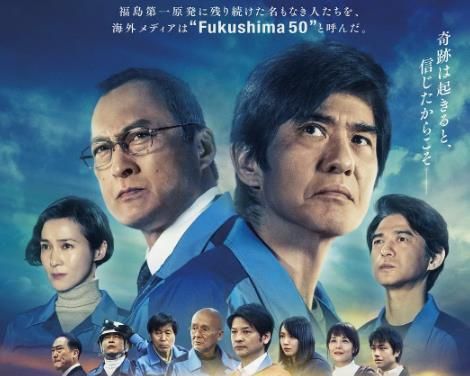 福島第一原発に残り続けた名もなき人たちを、
海外メディアは“Fukushima 50”と呼んだ。
奇跡は起きると、
信じたからこそ──